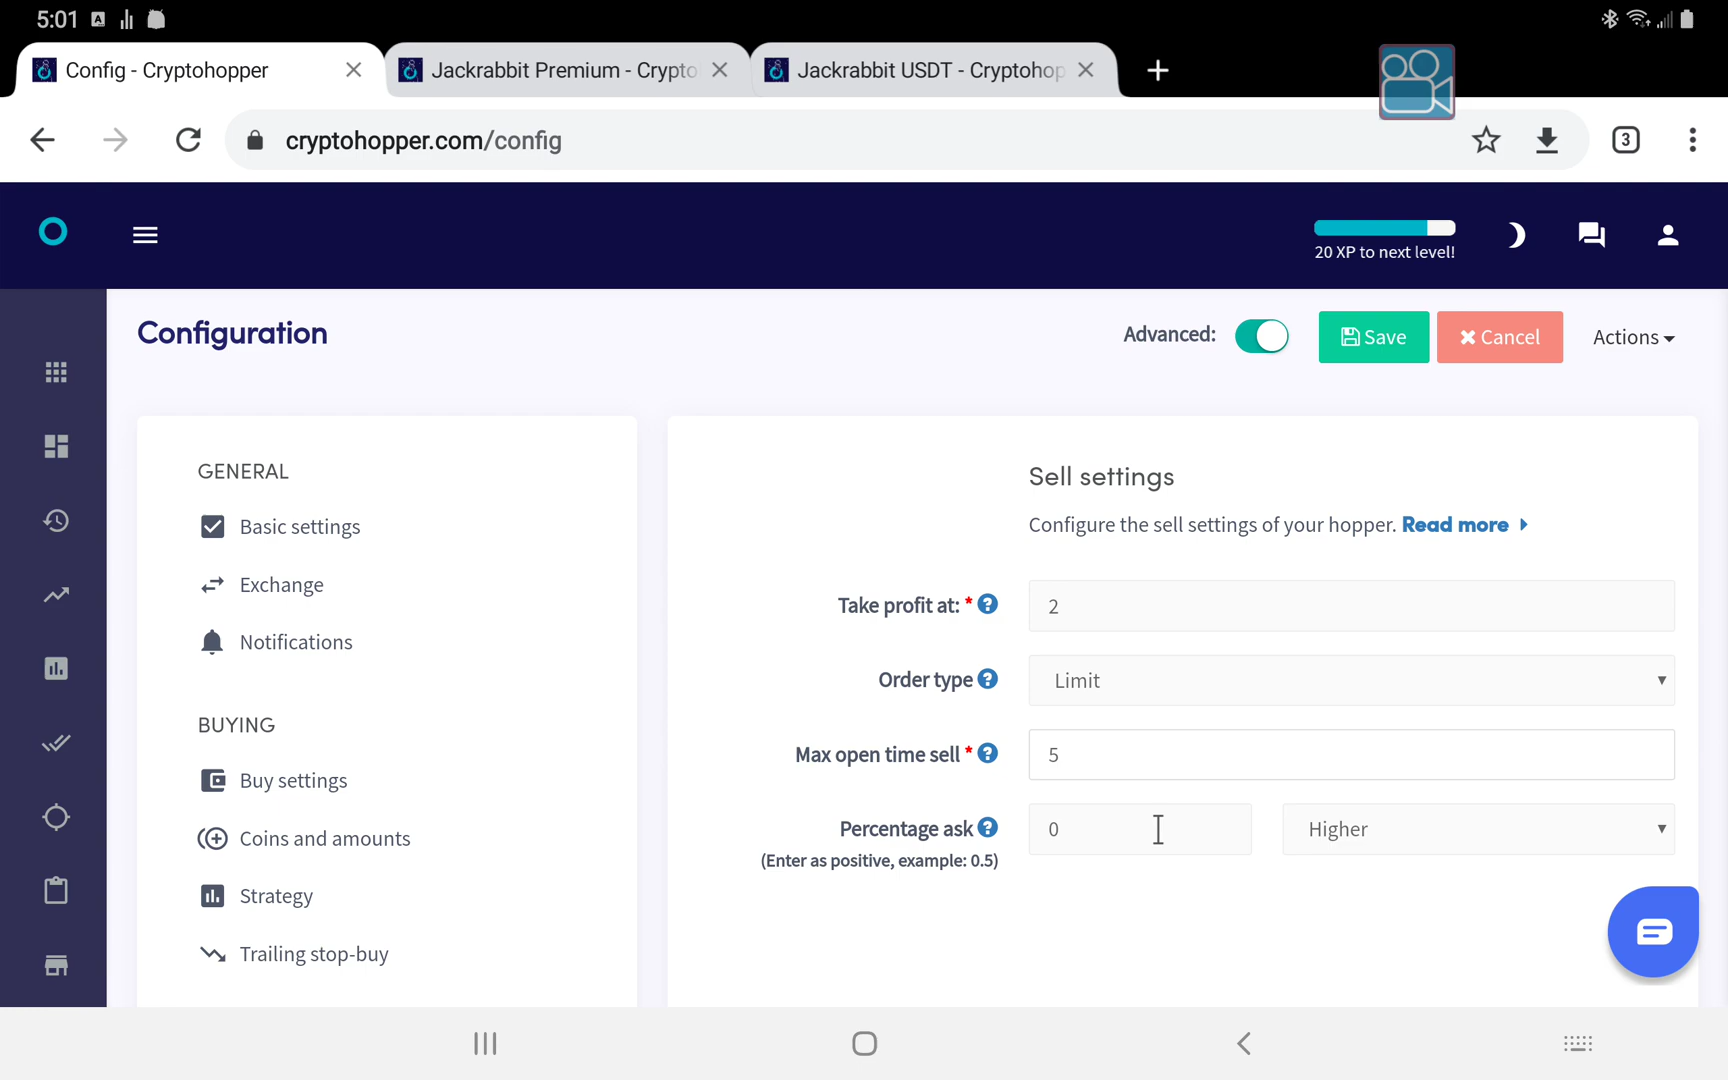 5:01
Config - Cryptohopper
Jackrabbit Premium - Crypto
Jackrabbit USDT - Cryptohop
cryptohopper.com/config
3
20 XP to next level!
Configuration
Advanced:
Save
Cancel
Actions
GENERAL
Basic settings
Exchange
Notifications
BUYING
Buy settings
Coins and amounts
Strategy
Trailing stop-buy
Sell settings
Configure the sell settings of your hopper. Read more
Take profit at: *
2
Order type
Limit
Max open time sell *
5
Percentage ask
(Enter as positive, example: 0.5)
0
Higher